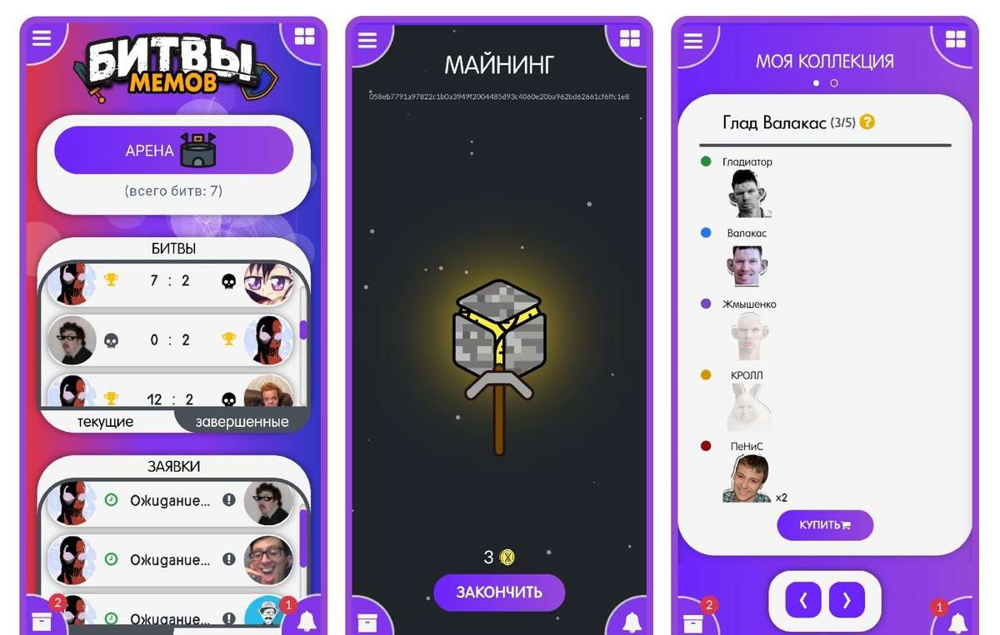 БИТВЫ
МЕМОВ
АРЕНА
(всего битв: 7)
БИТВЫ
7 : 2
0 : 2
12 : 2
текущие
завершенные
ЗАЯВКИ
Ожидание...
Ожидание...
Ожидание...
2
1
МАЙНИНГ
058eb7791a97822c1b0a3949f2004485d93c4060e20ba962bd62661cf6ffc1e8
3
ЗАКОНЧИТЬ
МОЯ КОЛЛЕКЦИЯ
Глад Валакас (3/5) ?
Гладиатор
Валакас
Жмышенко
КРОЛЛ
ПеНиС
x2
КУПИТЬ
2
1